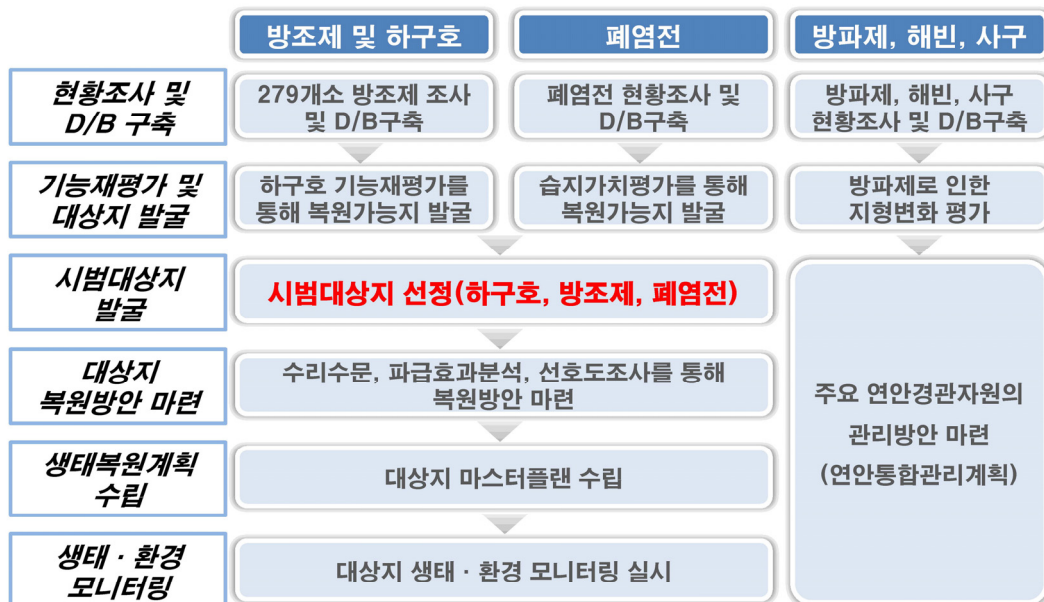 방조제 및 하구호
폐염전
방파제, 해빈, 사구
현황조사 및
D/B 구축
279개소 방조제 조사
및 D/B구축
폐염전 현황조사 및
D/B구축
방파제, 해빈, 사구
현황조사 및 D/B구축
기능재평가 및
대상지 발굴
하구호 기능재평가를
통해 복원가능지 발굴
습지가치평가를 통해
복원가능지 발굴
방파제로 인한
지형변화 평가
시범대상지
발굴
시범대상지 선정(하구호, 방조제, 폐염전)
대상지
복원방안 마련
수리수문, 파급효과분석, 선호도조사를 통해
복원방안 마련
주요 연안경관자원의
관리방안 마련
(연안통합관리계획)
생태복원계획
수립
대상지 마스터플랜 수립
생태 · 환경
모니터링
대상지 생태 · 환경 모니터링 실시